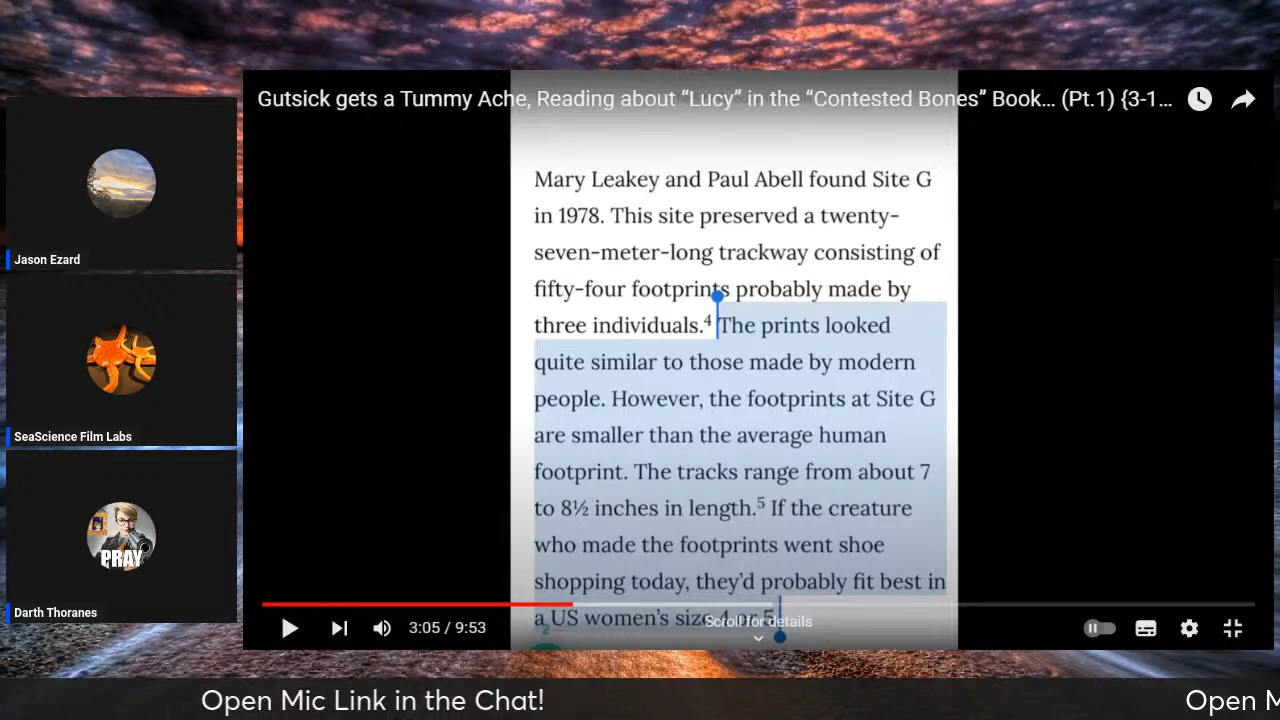 Gutsick gets a Tummy Ache, Reading about “Lucy” in the “Contested Bones” Book... (Pt.1) {3-1...
Mary Leakey and Paul Abell found Site G
in 1978. This site preserved a twenty-
seven-meter-long trackway consisting of
fifty-four footprints probably made by
three individuals.⁴ The prints looked
quite similar to those made by modern
people. However, the footprints at Site G
are smaller than the average human
footprint. The tracks range from about 7
to 8½ inches in length.⁵ If the creature
who made the footprints went shoe
shopping today, they’d probably fit best in
a US women’s size 4 or 5
Scroll for details
3:05 / 9:53
Jason Ezard
SeaScience Film Labs
PRAY
Darth Thoranes
Open Mic Link in the Chat!
Open M